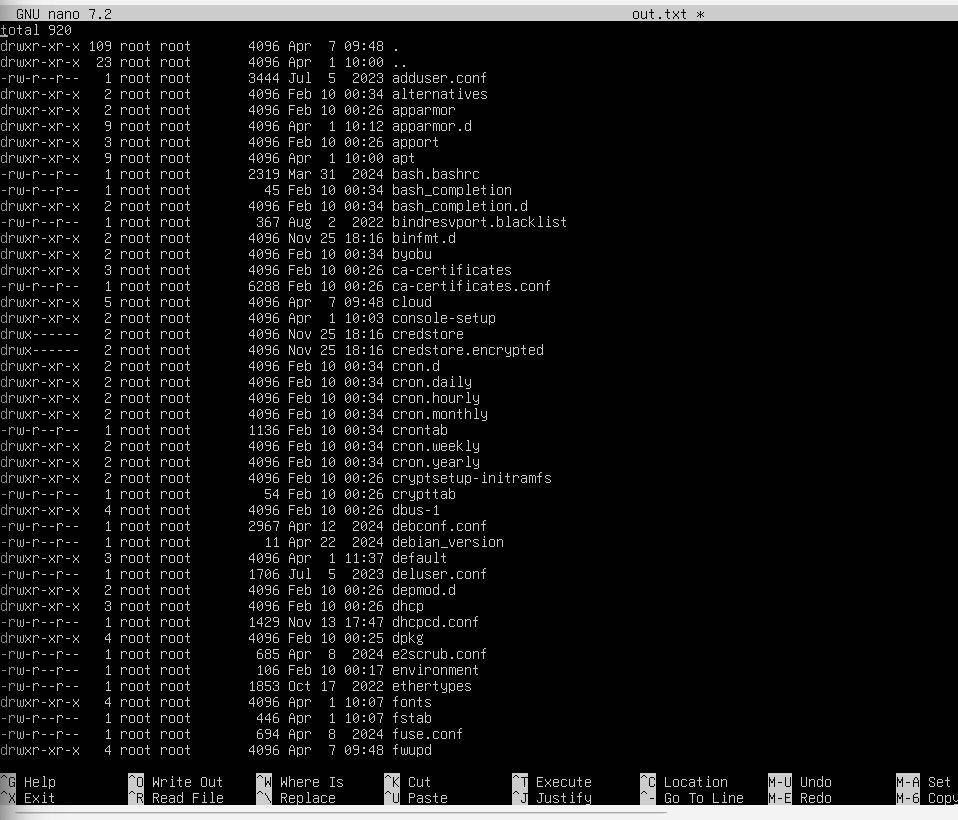 GNU nano 7.2                                                                 out.txt *
total 920
drwxr-xr-x 109 root root       4096 Apr  7 09:48 .
drwxr-xr-x  23 root root       4096 Apr  1 10:00 ..
-rw-r--r--   1 root root       3444 Jul  5  2023 adduser.conf
drwxr-xr-x   2 root root       4096 Feb 10 00:34 alternatives
drwxr-xr-x   2 root root       4096 Feb 10 00:26 apparmor
drwxr-xr-x   9 root root       4096 Apr  1 10:12 apparmor.d
drwxr-xr-x   3 root root       4096 Feb 10 00:26 apport
drwxr-xr-x   9 root root       4096 Apr  1 10:00 apt
-rw-r--r--   1 root root       2319 Mar 31  2024 bash.bashrc
-rw-r--r--   1 root root         45 Feb 10 00:34 bash_completion
drwxr-xr-x   2 root root       4096 Feb 10 00:34 bash_completion.d
-rw-r--r--   1 root root        367 Aug  2  2022 bindresvport.blacklist
drwxr-xr-x   2 root root       4096 Nov 25 18:16 binfmt.d
drwxr-xr-x   2 root root       4096 Feb 10 00:34 byobu
drwxr-xr-x   3 root root       4096 Feb 10 00:26 ca-certificates
-rw-r--r--   1 root root       6288 Feb 10 00:26 ca-certificates.conf
drwxr-xr-x   5 root root       4096 Apr  7 09:48 cloud
drwxr-xr-x   2 root root       4096 Apr  1 10:03 console-setup
drwx------   2 root root       4096 Nov 25 18:16 credstore
drwx------   2 root root       4096 Nov 25 18:16 credstore.encrypted
drwxr-xr-x   2 root root       4096 Feb 10 00:34 cron.d
drwxr-xr-x   2 root root       4096 Feb 10 00:34 cron.daily
drwxr-xr-x   2 root root       4096 Feb 10 00:34 cron.hourly
drwxr-xr-x   2 root root       4096 Feb 10 00:34 cron.monthly
-rw-r--r--   1 root root       1136 Feb 10 00:34 crontab
drwxr-xr-x   2 root root       4096 Feb 10 00:34 cron.weekly
drwxr-xr-x   2 root root       4096 Feb 10 00:34 cron.yearly
drwxr-xr-x   2 root root       4096 Feb 10 00:26 cryptsetup-initramfs
-rw-r--r--   1 root root         54 Feb 10 00:26 crypttab
drwxr-xr-x   4 root root       4096 Feb 10 00:26 dbus-1
-rw-r--r--   1 root root       2967 Apr 12  2024 debconf.conf
-rw-r--r--   1 root root         11 Apr 22  2024 debian_version
drwxr-xr-x   3 root root       4096 Apr  1 11:37 default
-rw-r--r--   1 root root       1706 Jul  5  2023 deluser.conf
drwxr-xr-x   2 root root       4096 Feb 10 00:26 depmod.d
drwxr-xr-x   3 root root       4096 Feb 10 00:26 dhcp
-rw-r--r--   1 root root       1429 Nov 13 17:47 dhcpcd.conf
drwxr-xr-x   4 root root       4096 Feb 10 00:25 dpkg
-rw-r--r--   1 root root        685 Apr  8  2024 e2scrub.conf
-rw-r--r--   1 root root        106 Feb 10 00:17 environment
-rw-r--r--   1 root root       1853 Oct 17  2022 ethertypes
drwxr-xr-x   4 root root       4096 Apr  1 10:07 fonts
-rw-r--r--   1 root root        446 Apr  1 10:07 fstab
-rw-r--r--   1 root root        694 Apr  8  2024 fuse.conf
drwxr-xr-x   4 root root       4096 Apr  7 09:48 fwupd
^G Help         ^O Write Out    ^W Where Is     ^K Cut          ^T Execute      ^C Location     M-U Undo        M-A Set
^X Exit         ^R Read File    ^\ Replace      ^U Paste        ^J Justify      ^- Go To Line   M-E Redo        M-6 Copy